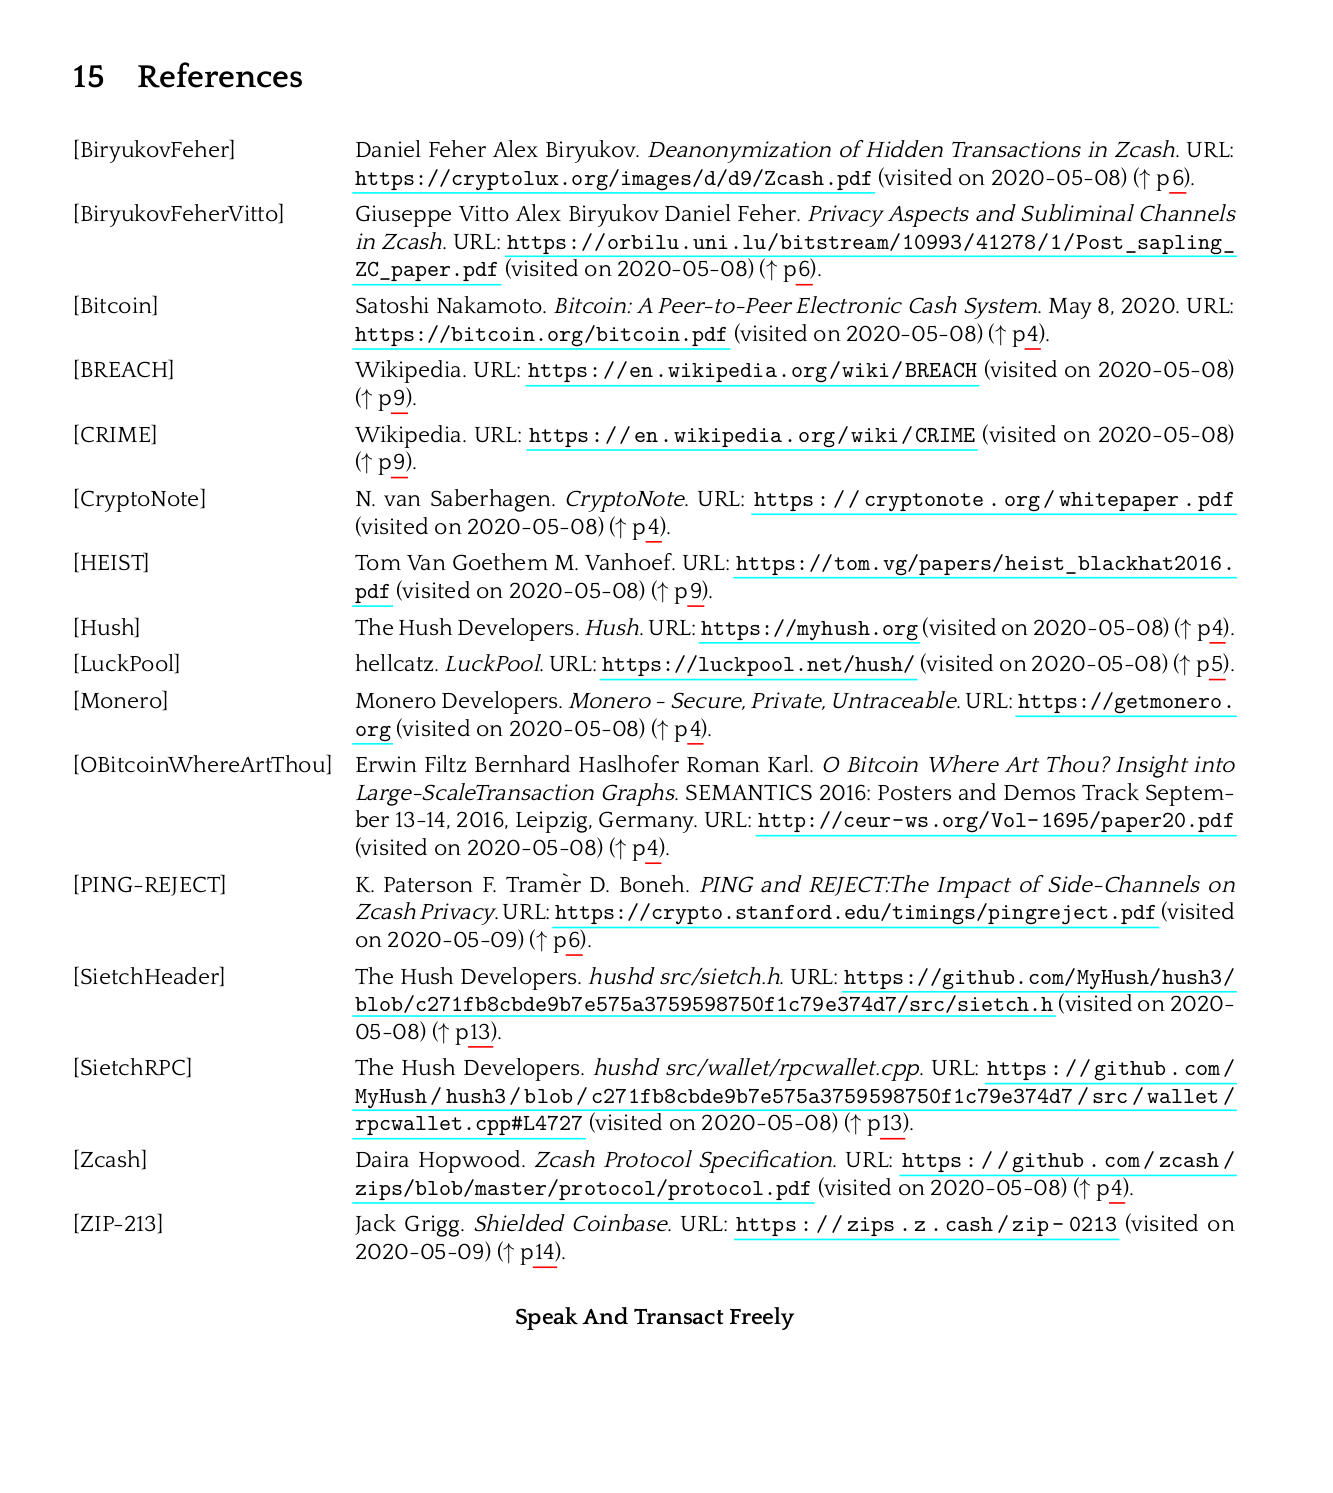 15 References
[BiryukovFeher] Daniel Feher Alex Biryukov. Deanonymization of Hidden Transactions in Zcash. URL:
https://cryptolux.org/images/d/d9/Zcash.pdf (visited on 2020-05-08) (↑ p6).
[BiryukovFeherVitto] Giuseppe Vitto Alex Biryukov Daniel Feher. Privacy Aspects and Subliminal Channels
in Zcash. URL: https://orbilu.uni.lu/bitstream/10993/41278/1/Post_sapling_
ZC_paper.pdf (visited on 2020-05-08) (↑ p6).
[Bitcoin] Satoshi Nakamoto. Bitcoin: A Peer-to-Peer Electronic Cash System. May 8, 2020. URL:
https://bitcoin.org/bitcoin.pdf (visited on 2020-05-08) (↑ p4).
[BREACH] Wikipedia. URL: https://en.wikipedia.org/wiki/BREACH (visited on 2020-05-08)
(↑ p9).
[CRIME] Wikipedia. URL: https://en.wikipedia.org/wiki/CRIME (visited on 2020-05-08)
(↑ p9).
[CryptoNote] N. van Saberhagen. CryptoNote. URL: https://cryptonote.org/whitepaper.pdf
(visited on 2020-05-08) (↑ p4).
[HEIST] Tom Van Goethem M. Vanhoef. URL: https://tom.vg/papers/heist_blackhat2016.
pdf (visited on 2020-05-08) (↑ p9).
[Hush] The Hush Developers. Hush. URL: https://myhush.org (visited on 2020-05-08) (↑ p4).
[LuckPool] hellcatz. LuckPool. URL: https://luckpool.net/hush/ (visited on 2020-05-08) (↑ p5).
[Monero] Monero Developers. Monero - Secure, Private, Untraceable. URL: https://getmonero.
org (visited on 2020-05-08) (↑ p4).
[OBitcoinWhereArtThou] Erwin Filtz Bernhard Haslhofer Roman Karl. O Bitcoin Where Art Thou? Insight into
Large-ScaleTransaction Graphs. SEMANTICS 2016: Posters and Demos Track Septem-
ber 13-14, 2016, Leipzig, Germany. URL: http://ceur-ws.org/Vol-1695/paper20.pdf
(visited on 2020-05-08) (↑ p4).
[PING-REJECT] K. Paterson F. Tramèr D. Boneh. PING and REJECT:The Impact of Side-Channels on
Zcash Privacy. URL: https://crypto.stanford.edu/timings/pingreject.pdf (visited
on 2020-05-09) (↑ p6).
[SietchHeader] The Hush Developers. hushd src/sietch.h. URL: https://github.com/MyHush/hush3/
blob/c271fb8cbde9b7e575a3759598750f1c79e374d7/src/sietch.h (visited on 2020-
05-08) (↑ p13).
[SietchRPC] The Hush Developers. hushd src/wallet/rpcwallet.cpp. URL: https://github.com/
MyHush/hush3/blob/c271fb8cbde9b7e575a3759598750f1c79e374d7/src/wallet/
rpcwallet.cpp#L4727 (visited on 2020-05-08) (↑ p13).
[Zcash] Daira Hopwood. Zcash Protocol Specification. URL: https://github.com/zcash/
zips/blob/master/protocol/protocol.pdf (visited on 2020-05-08) (↑ p4).
[ZIP-213] Jack Grigg. Shielded Coinbase. URL: https://zips.z.cash/zip-0213 (visited on
2020-05-09) (↑ p14).
Speak And Transact Freely